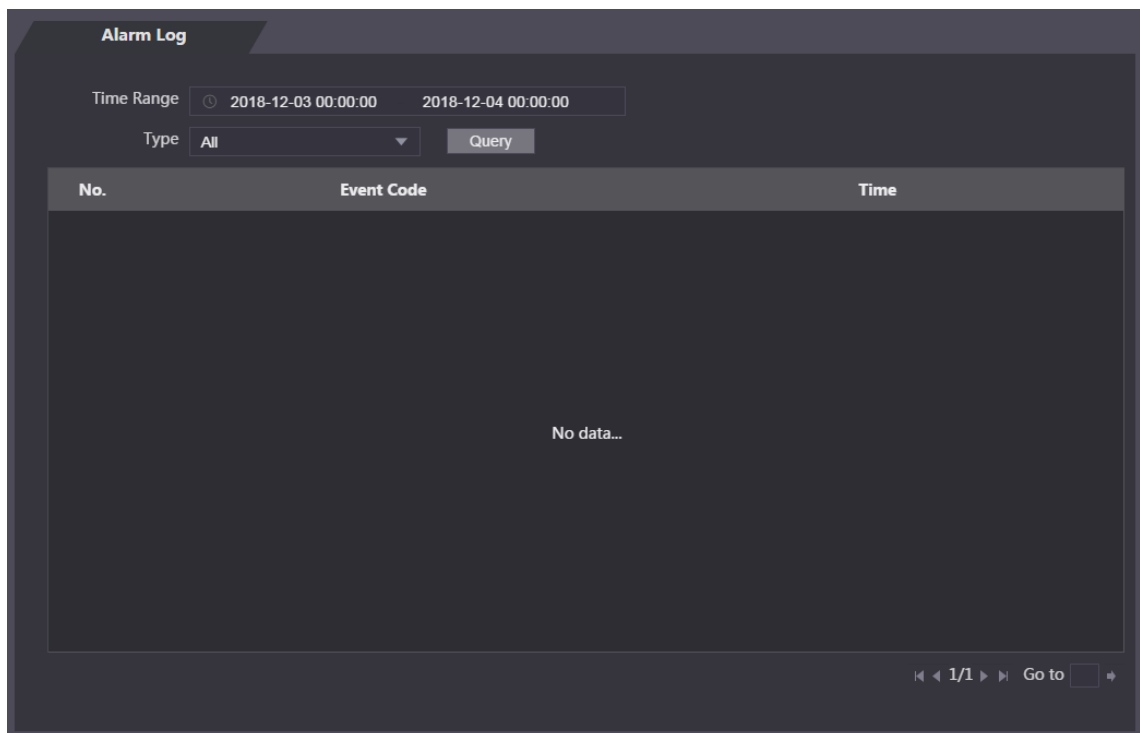 Alarm Log
Time Range 2018-12-03 00:00:00 2018-12-04 00:00:00
Type All Query
No. Event Code Time
No data...
1/1 Go to